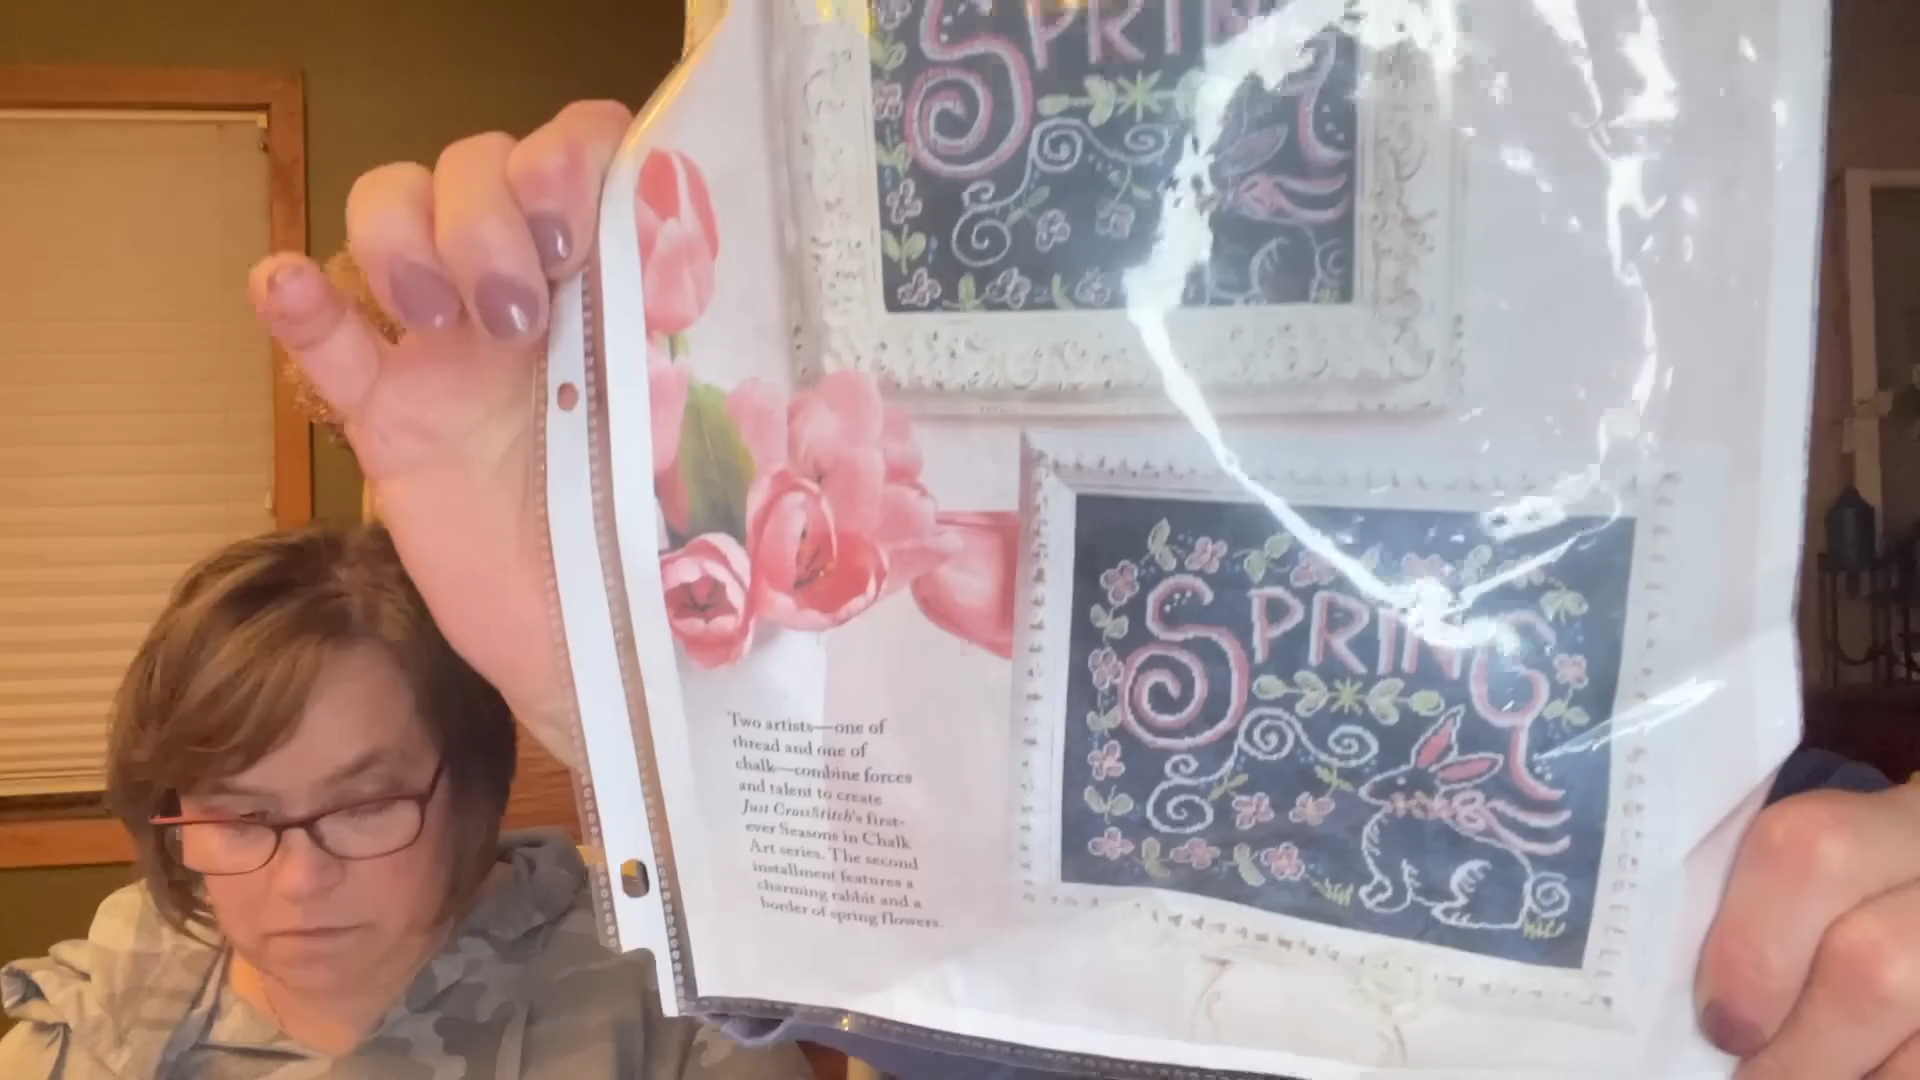 SPRIN
SPRING
Two artists—one of
thread and one of
chalk—combine forces
and talent to create
Just CrossStitch's first-
ever Seasons in Chalk
Art series. The second
installment features a
charming rabbit and a
border of spring flowers.